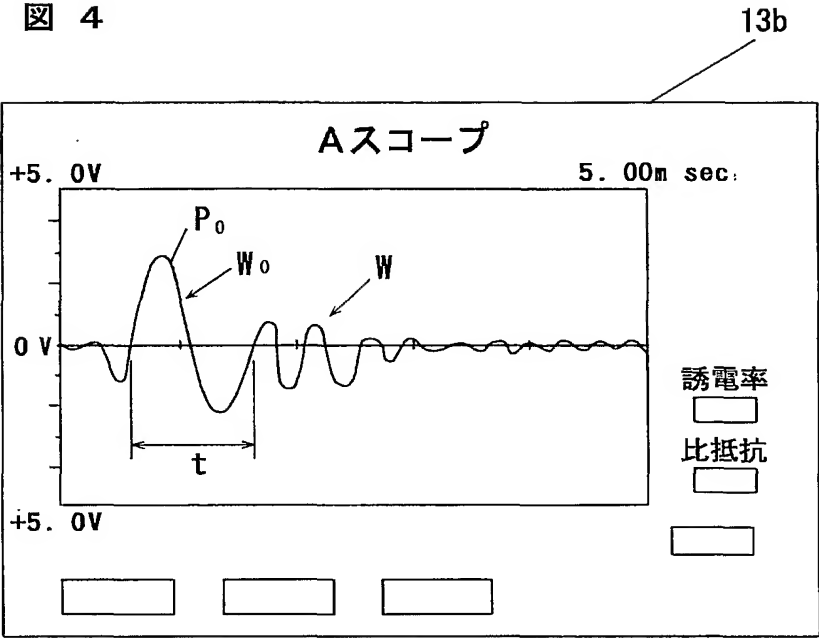 図 4
13b
Aスコープ
+5. 0V
5. 00m sec.
P₀
W₀
W
0 V
t
誘電率
比抵抗
+5. 0V